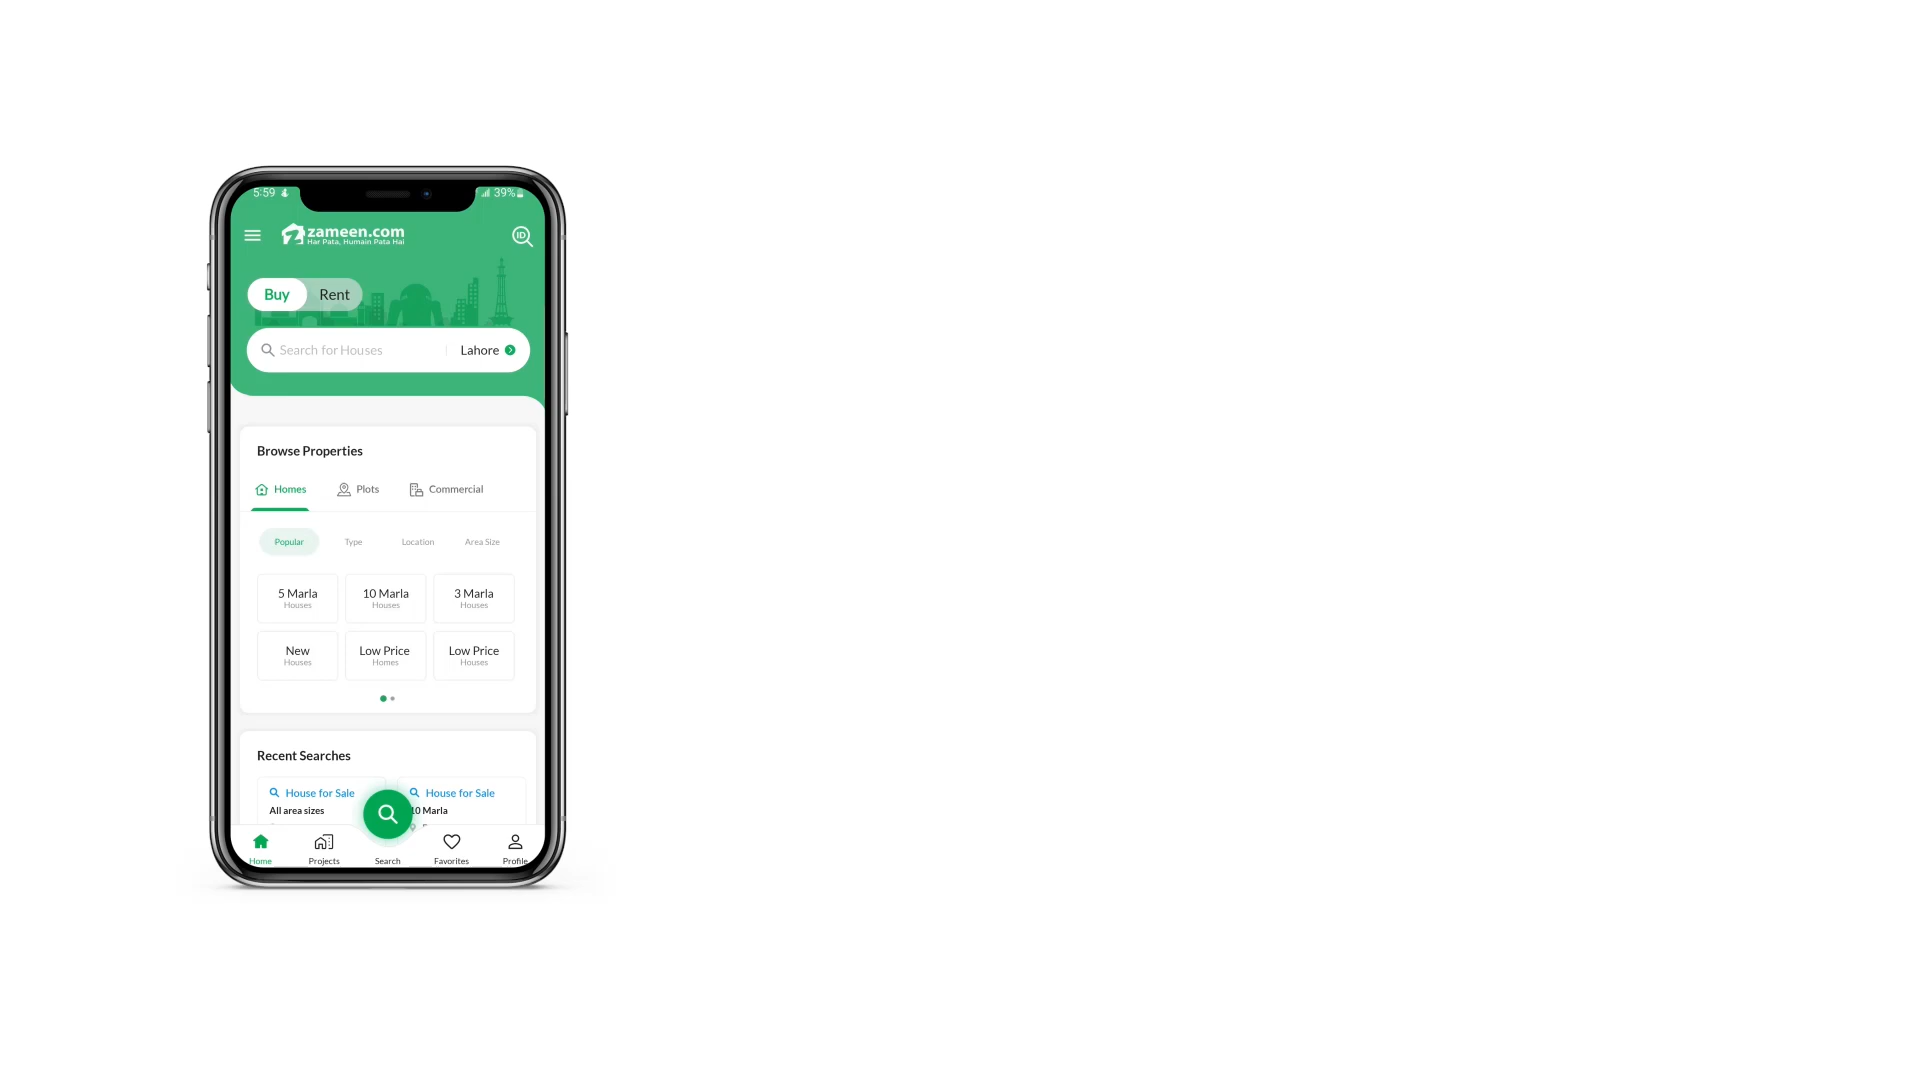 5:59
39%
zameen.com
Har Pata, Humain Pata Hai
ID
Buy Rent
Search for Houses Lahore
Browse Properties
Homes Plots Commercial
Popular Type Location Area Size
5 Marla 10 Marla 3 Marla
Houses Houses Houses
New Low Price Low Price
Houses Homes Houses
Recent Searches
House for Sale House for Sale
All area sizes 10 Marla
Home Projects Search Favorites Profile